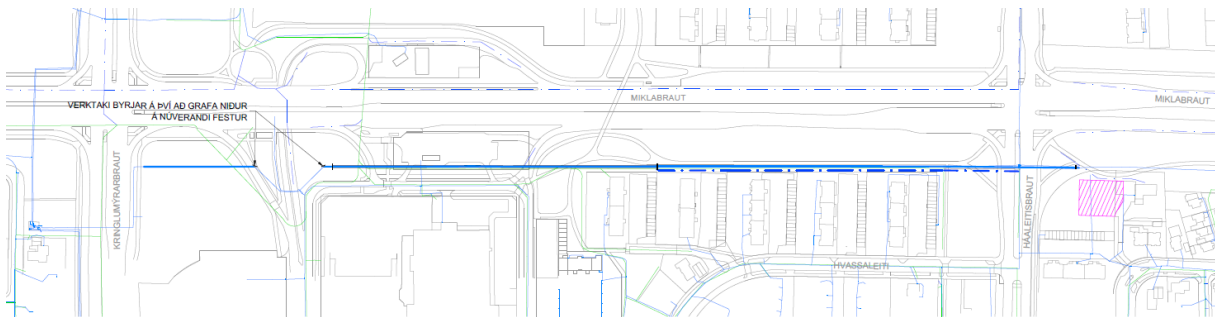 MIKLABRAUT
MIKLABRAUT
VERKTAKI BYRJAR Á ÞVÍ AÐ GRAFA NIÐUR
Á NÚVERANDI FESTUR
KRINGLUMÝRARBRAUT
HÁALEITISBRAUT
HVASSALEITI